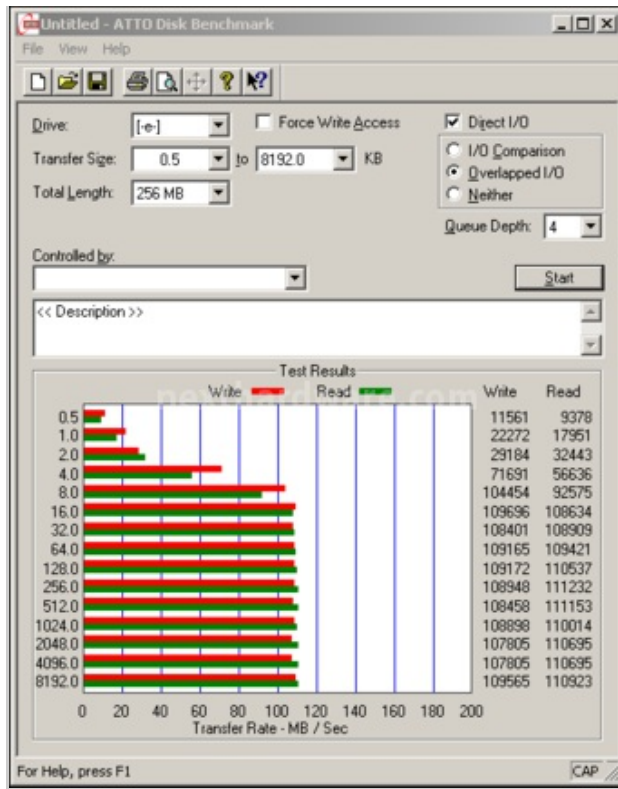 Untitled - ATTO Disk Benchmark
File View Help
Drive: [-e-] Force Write Access Direct I/O
Transfer Size: 0.5 to 8192.0 KB
I/O Comparison
Overlapped I/O
Neither
Total Length: 256 MB
Queue Depth: 4
Controlled by:
Start
<< Description >>
Test Results
Write Read Write Read
nexthardware.com
0.5 11561 9378
1.0 22272 17951
2.0 29184 32443
4.0 71691 56636
8.0 104454 92575
16.0 109696 108634
32.0 108401 108909
64.0 109165 109421
128.0 109172 110537
256.0 108948 111232
512.0 108458 111153
1024.0 108898 110014
2048.0 107805 110695
4096.0 107805 110695
8192.0 109565 110923
0 20 40 60 80 100 120 140 160 180 200
Transfer Rate - MB / Sec
For Help, press F1 CAP